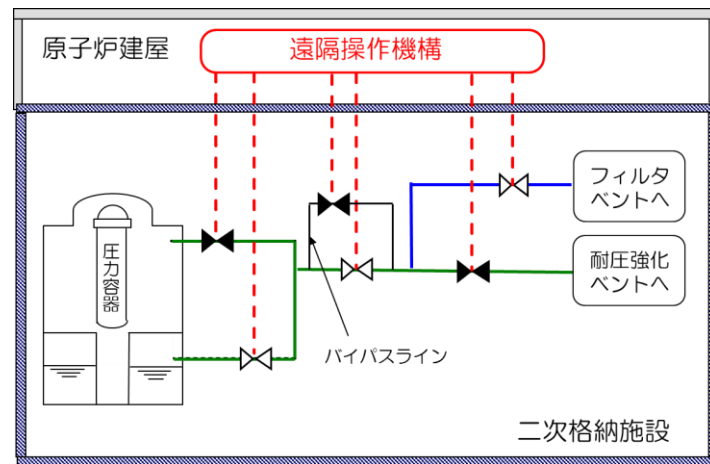 原子炉建屋
遠隔操作機構
フィルタ
ベントへ
圧力容器
耐圧強化
ベントへ
バイパスライン
二次格納施設